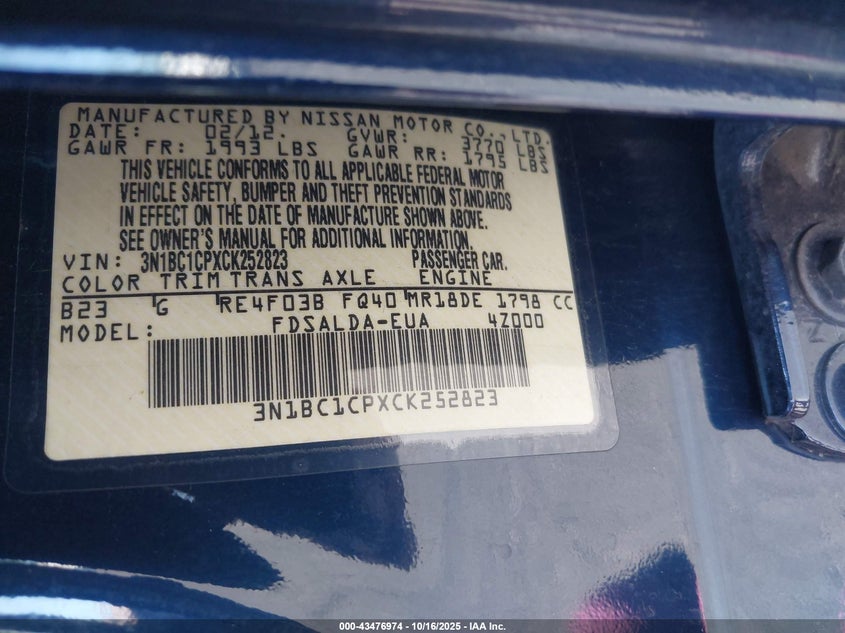 MANUFACTURED BY NISSAN MOTOR CO.,LTD.
DATE: 02/12. GVWR: 3770 LBS
GAWR FR: 1993 LBS GAWR RR: 1795 LBS
THIS VEHICLE CONFORMS TO ALL APPLICABLE FEDERAL MOTOR
VEHICLE SAFETY, BUMPER AND THEFT PREVENTION STANDARDS
IN EFFECT ON THE DATE OF MANUFACTURE SHOWN ABOVE.
SEE OWNER'S MANUAL FOR ADDITIONAL INFORMATION.
VIN: 3N1BC1CPXCK252823 PASSENGER CAR.
COLOR TRIM TRANS AXLE ENGINE
B23 G RE4F03B FQ40 MR18DE 1798 CC
MODEL: FDSALDA-EUA 4Z000
3N1BC1CPXCK252823
000-43476974 - 10/16/2025 - IAA Inc.